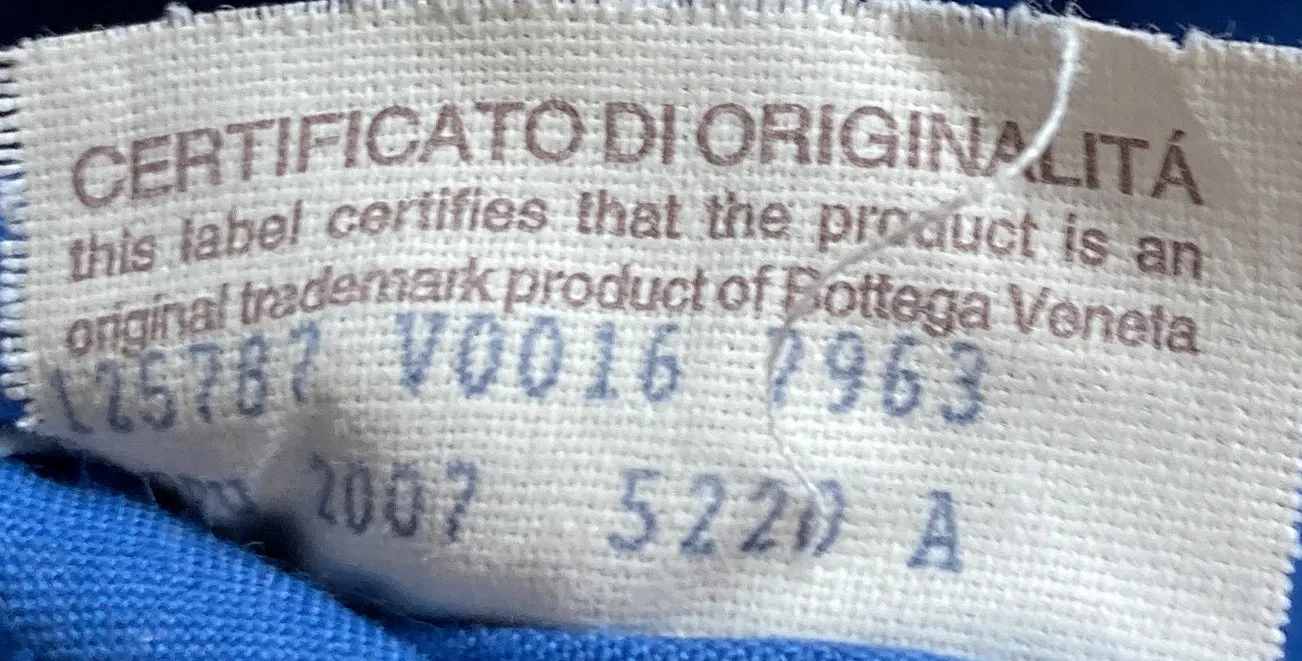 CERTIFICATO DI ORIGINALITÁ
this label certifies that the product is an
original trademark product of Bottega Veneta
125787 V0016 7963
2007 5220 A